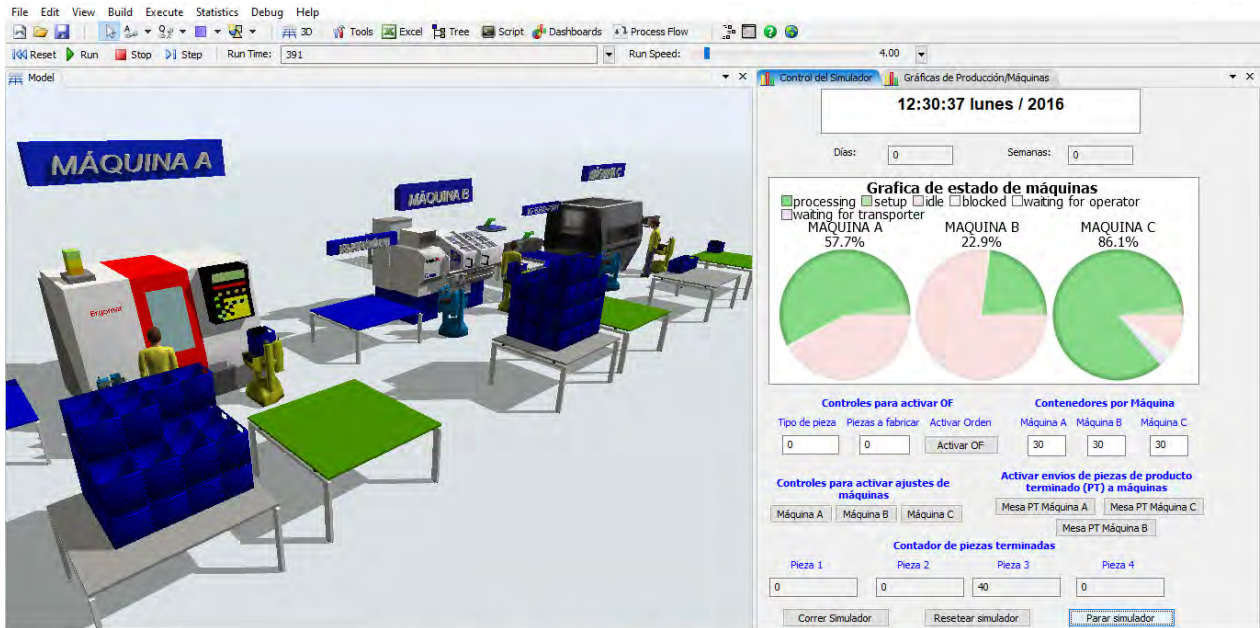 File Edit View Build Execute Statistics Debug Help
3D Tools Excel Tree Script Dashboards Process Flow
Reset Run Stop Step Run Time: 391 Run Speed: 4.00
Model
Control del Simulador Gráficas de Producción/Máquinas
12:30:37 lunes / 2016
Días: 0 Semanas: 0
Grafica de estado de máquinas
processing setup idle blocked waiting for operator
waiting for transporter
MAQUINA A MAQUINA B MAQUINA C
57.7% 22.9% 86.1%
Controles para activar OF Contenedores por Máquina
Tipo de pieza Piezas a fabricar Activar Orden Máquina A Máquina B Máquina C
0 0 Activar OF 30 30 30
Controles para activar ajustes de
máquinas
Máquina A Máquina B Máquina C
Activar envios de piezas de producto
terminado (PT) a máquinas
Mesa PT Máquina A Mesa PT Máquina C
Mesa PT Máquina B
Contador de piezas terminadas
Pieza 1 Pieza 2 Pieza 3 Pieza 4
0 0 40 0
Correr Simulador Resetear simulador Parar simulador
MÁQUINA A
MÁQUINA B